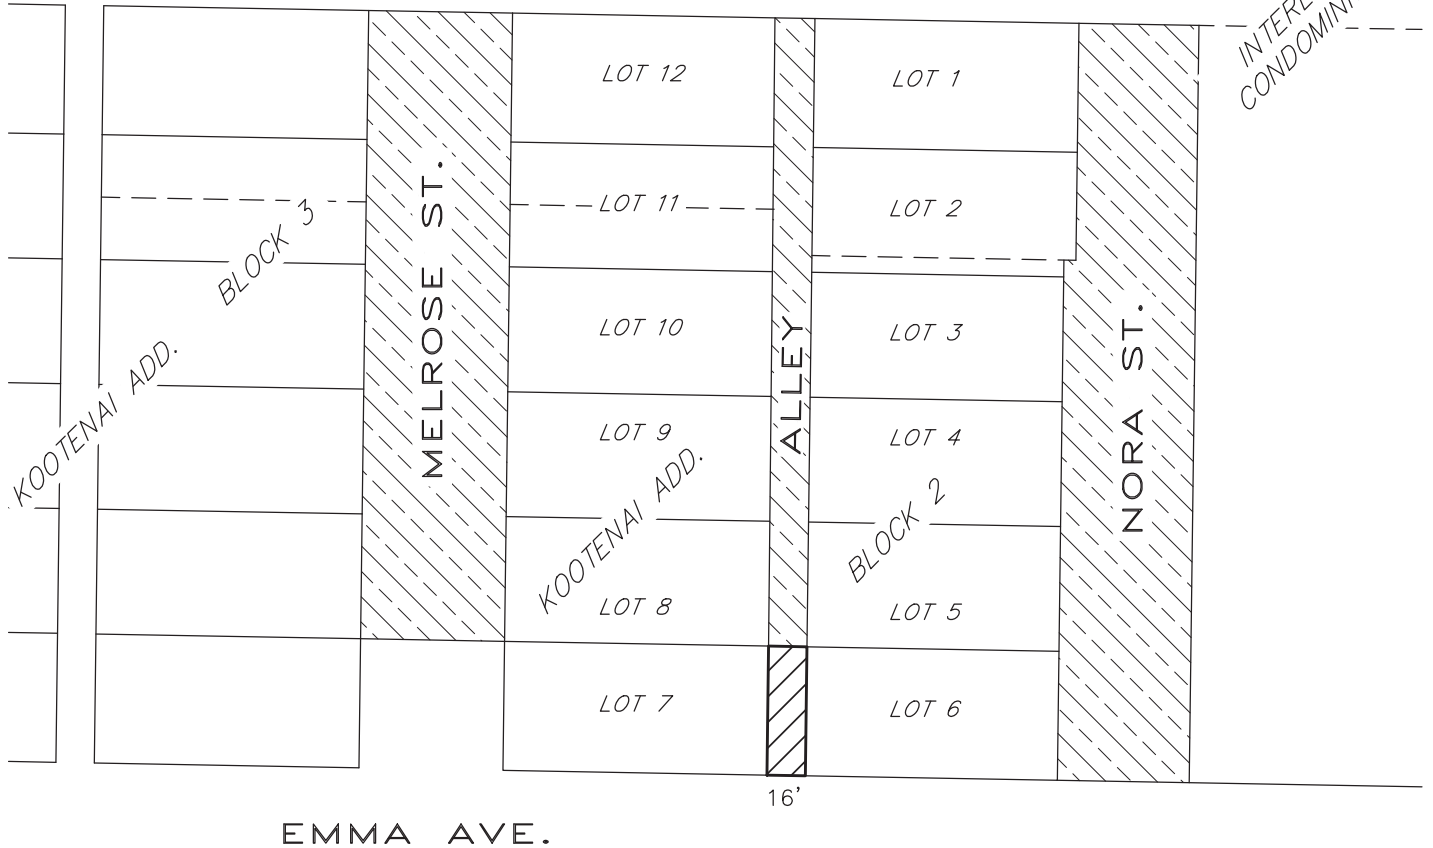 CONDOMINI
LOT 12
LOT 1
LOT 11
LOT 2
BLOCK 3
MELROSE ST.
LOT 10
ALLEY
LOT 3
NORA ST.
KOOTENAI ADD.
LOT 9
LOT 4
KOOTENAI ADD.
BLOCK 2
LOT 8
LOT 5
LOT 7
LOT 6
16'
EMMA AVE.